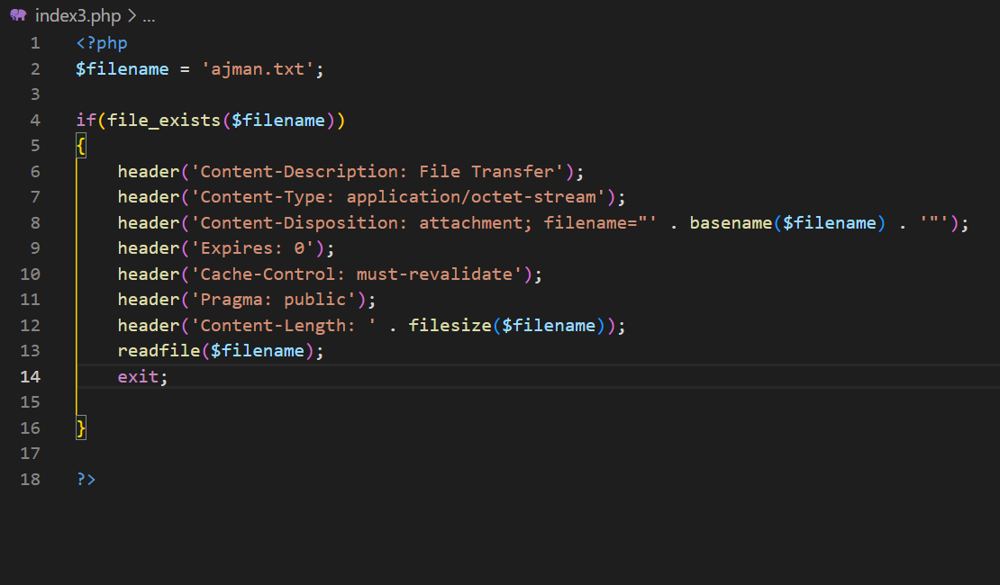 index3.php > ...
1 <?php
2 $filename = 'ajman.txt';
3
4 if(file_exists($filename))
5 {
6     header('Content-Description: File Transfer');
7     header('Content-Type: application/octet-stream');
8     header('Content-Disposition: attachment; filename="' . basename($filename) . '"');
9     header('Expires: 0');
10     header('Cache-Control: must-revalidate');
11     header('Pragma: public');
12     header('Content-Length: ' . filesize($filename));
13     readfile($filename);
14     exit;
15
16 }
17
18 ?>